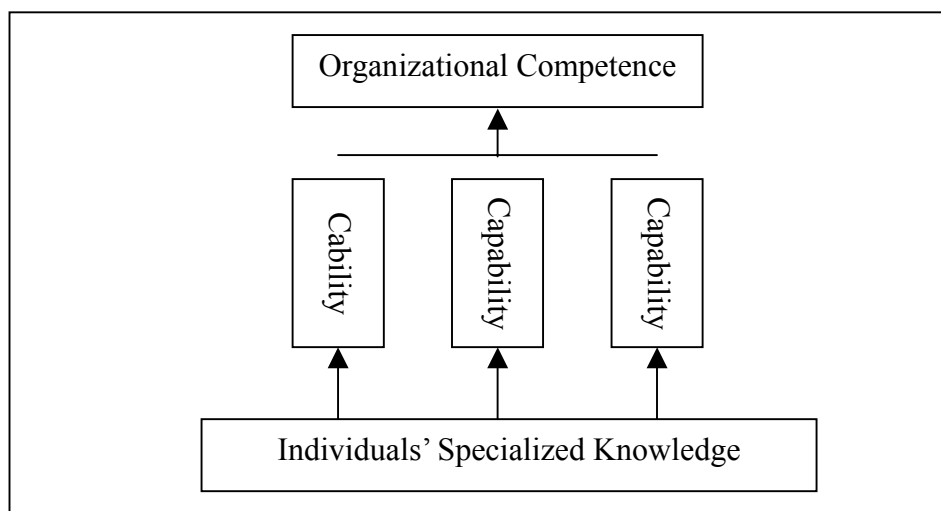 Organizational Competence
Cability
Capability
Capability
Individuals’ Specialized Knowledge